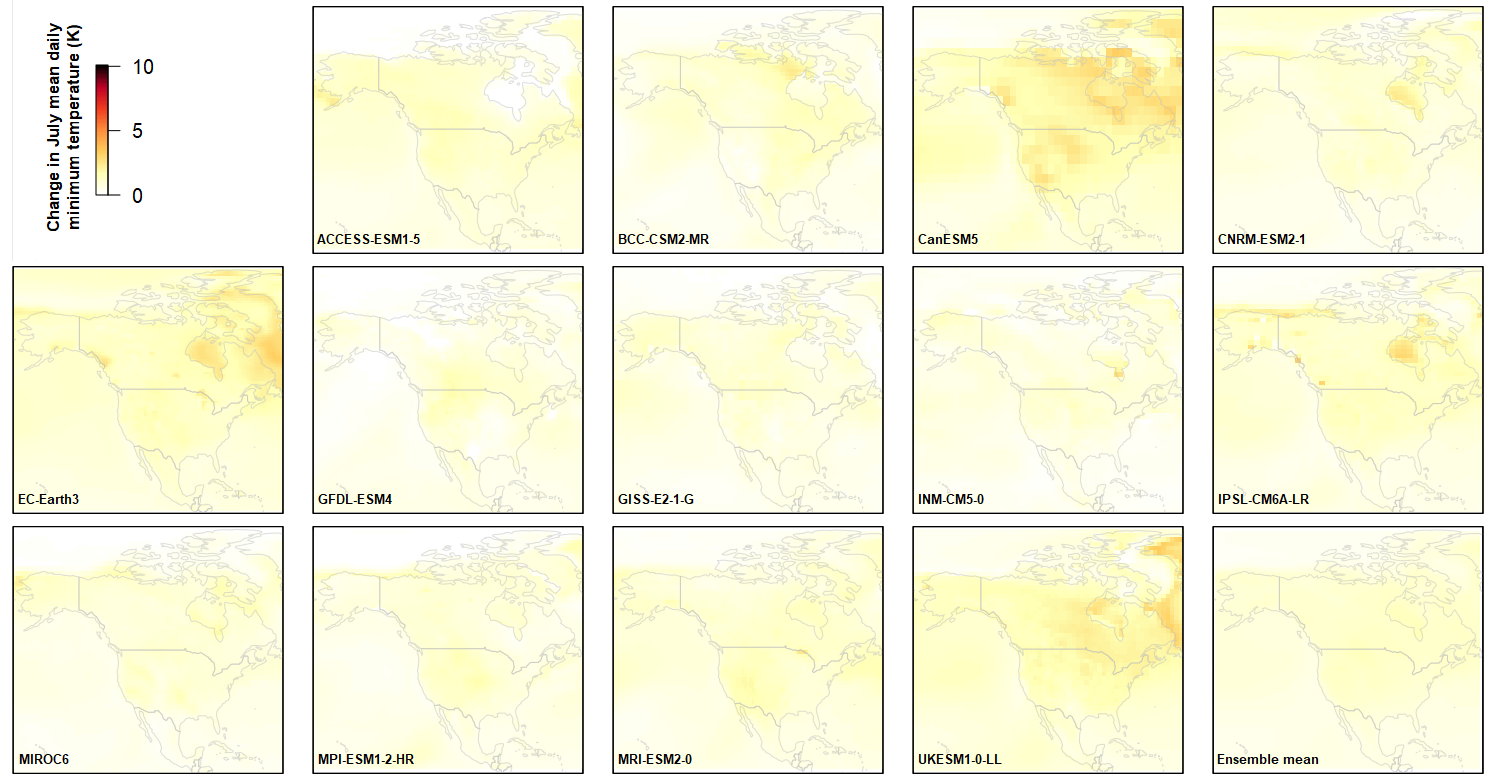 Change in July mean daily
minimum temperature (K)
10
5
0
ACCESS-ESM1-5
BCC-CSM2-MR
CanESM5
CNRM-ESM2-1
EC-Earth3
GFDL-ESM4
GISS-E2-1-G
INM-CM5-0
IPSL-CM6A-LR
MIROC6
MPI-ESM1-2-HR
MRI-ESM2-0
UKESM1-0-LL
Ensemble mean